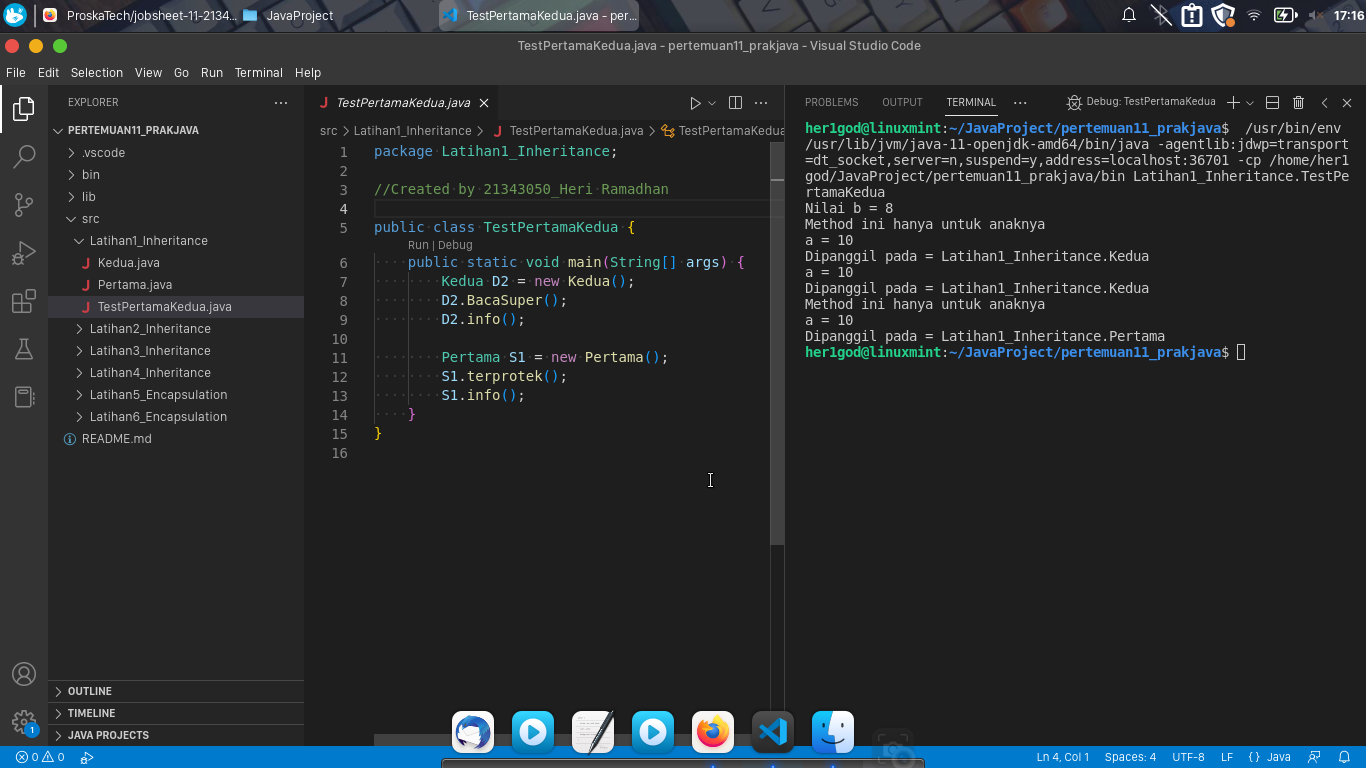 ProskaTech/jobsheet-11-2134...
JavaProject
TestPertamaKedua.java - per...
17:16
TestPertamaKedua.java - pertemuan11_prakjava - Visual Studio Code
File Edit Selection View Go Run Terminal Help
EXPLORER
PERTEMUAN11_PRAKJAVA
.vscode
bin
lib
src
Latihan1_Inheritance
Kedua.java
Pertama.java
TestPertamaKedua.java
Latihan2_Inheritance
Latihan3_Inheritance
Latihan4_Inheritance
Latihan5_Encapsulation
Latihan6_Encapsulation
README.md
OUTLINE
TIMELINE
JAVA PROJECTS
1
TestPertamaKedua.java
src > Latihan1_Inheritance > TestPertamaKedua.java > TestPertamaKedua
1 package Latihan1_Inheritance;
2
3 //Created by 21343050_Heri Ramadhan
4
5 public class TestPertamaKedua {
Run | Debug
6 public static void main(String[] args) {
7 Kedua D2 = new Kedua();
8 D2.BacaSuper();
9 D2.info();
10
11 Pertama S1 = new Pertama();
12 S1.terprotek();
13 S1.info();
14 }
15 }
16
PROBLEMS OUTPUT TERMINAL ··· Debug: TestPertamaKedua
her1god@linuxmint:~/JavaProject/pertemuan11_prakjava$ /usr/bin/env
/usr/lib/jvm/java-11-openjdk-amd64/bin/java -agentlib:jdwp=transport
=dt_socket,server=n,suspend=y,address=localhost:36701 -cp /home/her1
god/JavaProject/pertemuan11_prakjava/bin Latihan1_Inheritance.TestPe
rtamaKedua
Nilai b = 8
Method ini hanya untuk anaknya
a = 10
Dipanggil pada = Latihan1_Inheritance.Kedua
a = 10
Dipanggil pada = Latihan1_Inheritance.Kedua
Method ini hanya untuk anaknya
a = 10
Dipanggil pada = Latihan1_Inheritance.Pertama
her1god@linuxmint:~/JavaProject/pertemuan11_prakjava$
0 0
Ln 4, Col 1 Spaces: 4 UTF-8 LF { } Java